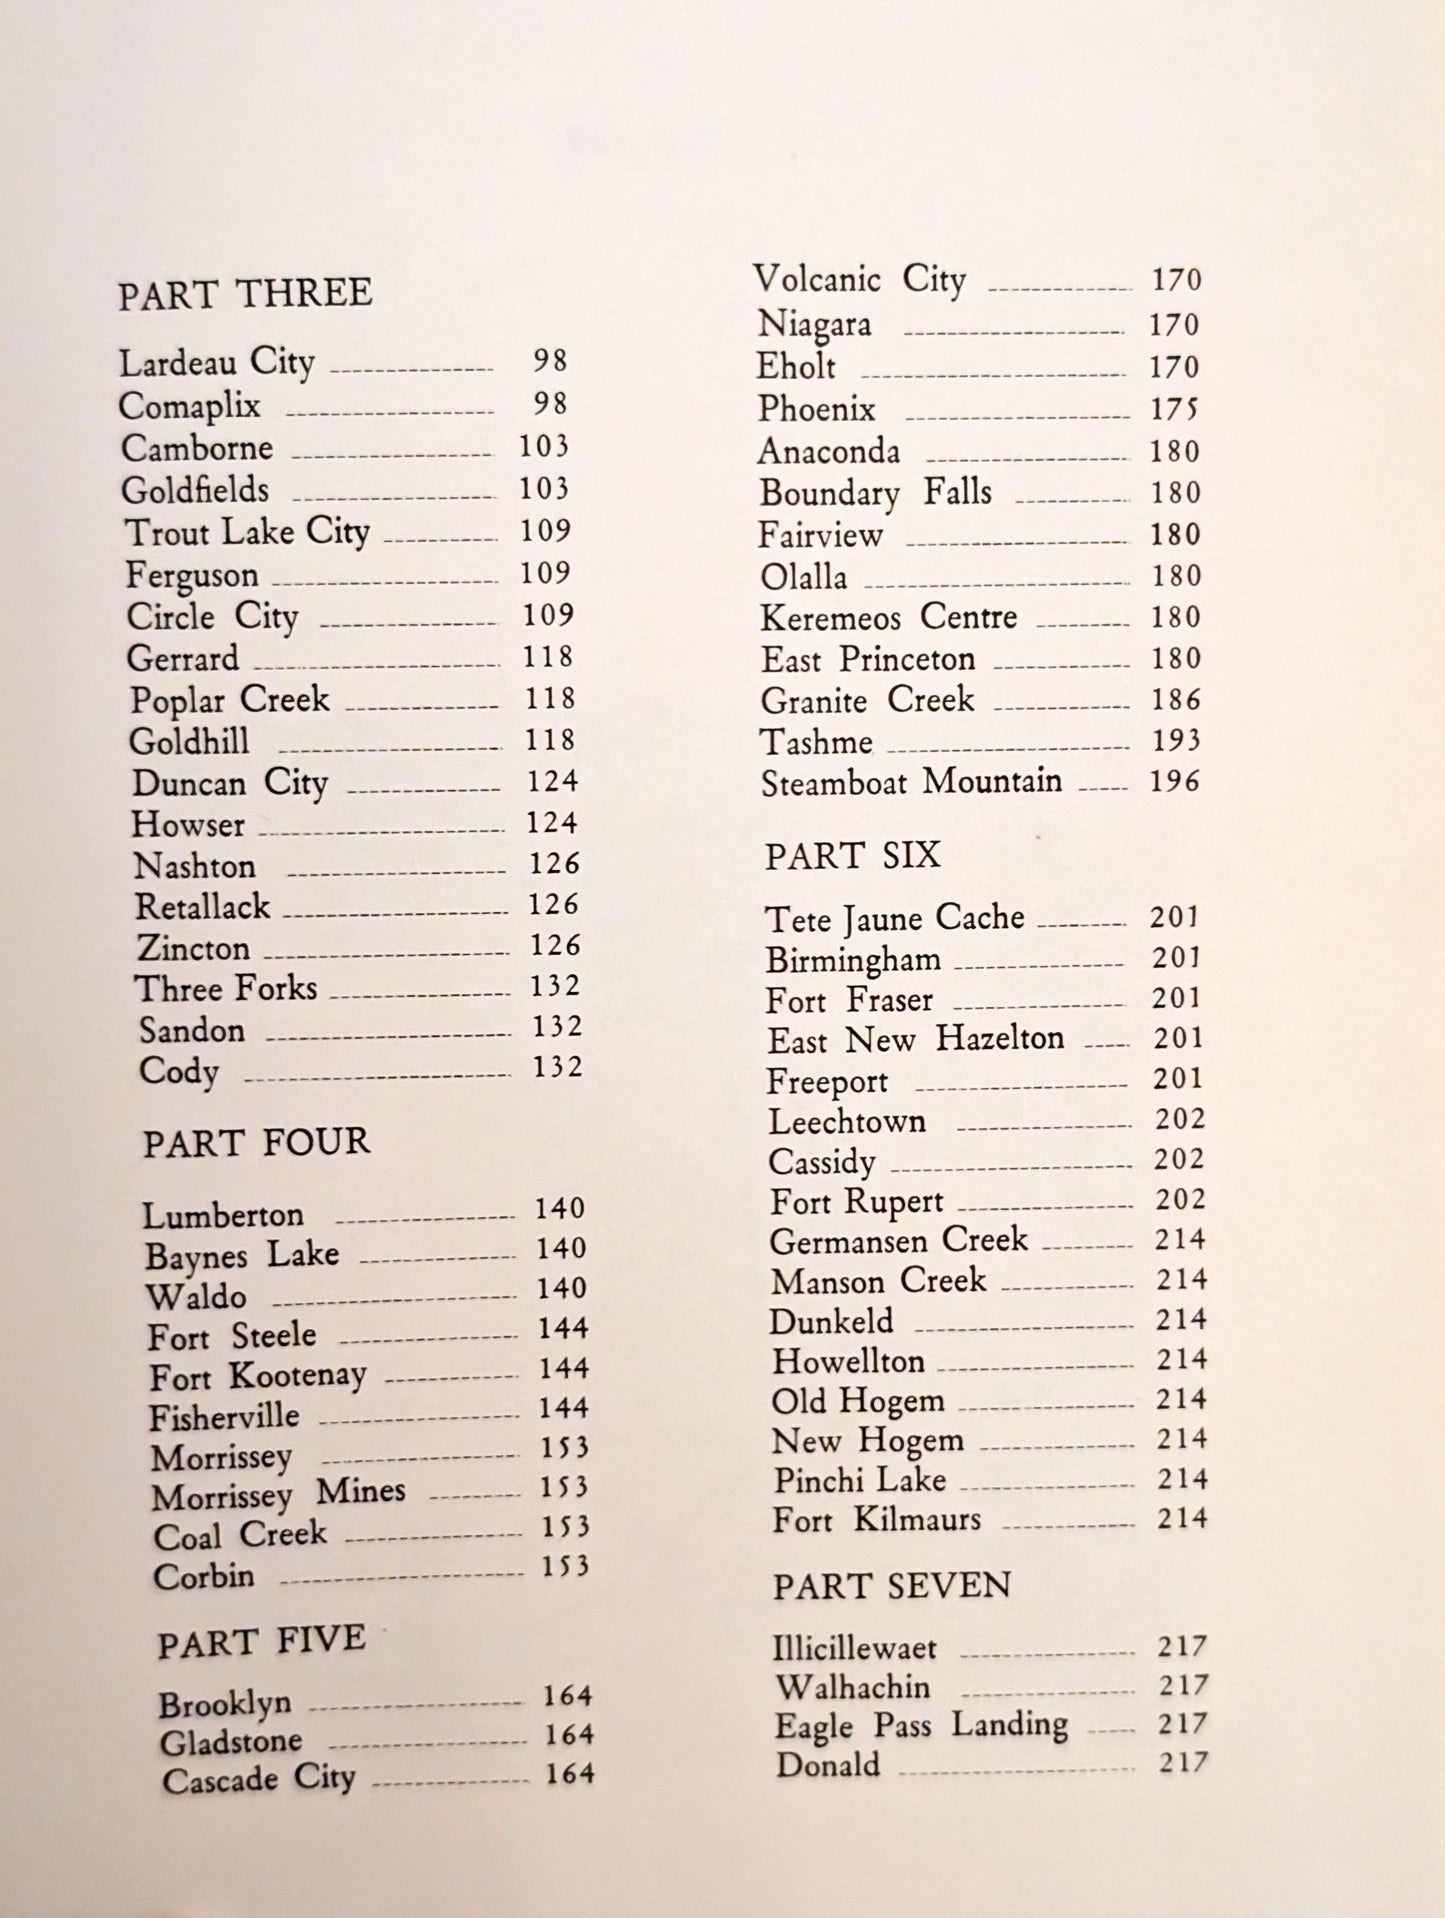 PART THREE
Lardeau City 98
Comaplix 98
Camborne 103
Goldfields 103
Trout Lake City 109
Ferguson 109
Circle City 109
Gerrard 118
Poplar Creek 118
Goldhill 118
Duncan City 124
Howser 124
Nashton 126
Retallack 126
Zincton 126
Three Forks 132
Sandon 132
Cody 132
PART FOUR
Lumberton 140
Baynes Lake 140
Waldo 140
Fort Steele 144
Fort Kootenay 144
Fisherville 144
Morrissey 153
Morrissey Mines 153
Coal Creek 153
Corbin 153
PART FIVE
Brooklyn 164
Gladstone 164
Cascade City 164
Volcanic City 170
Niagara 170
Eholt 170
Phoenix 175
Anaconda 180
Boundary Falls 180
Fairview 180
Olalla 180
Keremeos Centre 180
East Princeton 180
Granite Creek 186
Tashme 193
Steamboat Mountain 196
PART SIX
Tete Jaune Cache 201
Birmingham 201
Fort Fraser 201
East New Hazelton 201
Freeport 201
Leechtown 202
Cassidy 202
Fort Rupert 202
Germansen Creek 214
Manson Creek 214
Dunkeld 214
Howellton 214
Old Hogem 214
New Hogem 214
Pinchi Lake 214
Fort Kilmaurs 214
PART SEVEN
Illicillewaet 217
Walhachin 217
Eagle Pass Landing 217
Donald 217